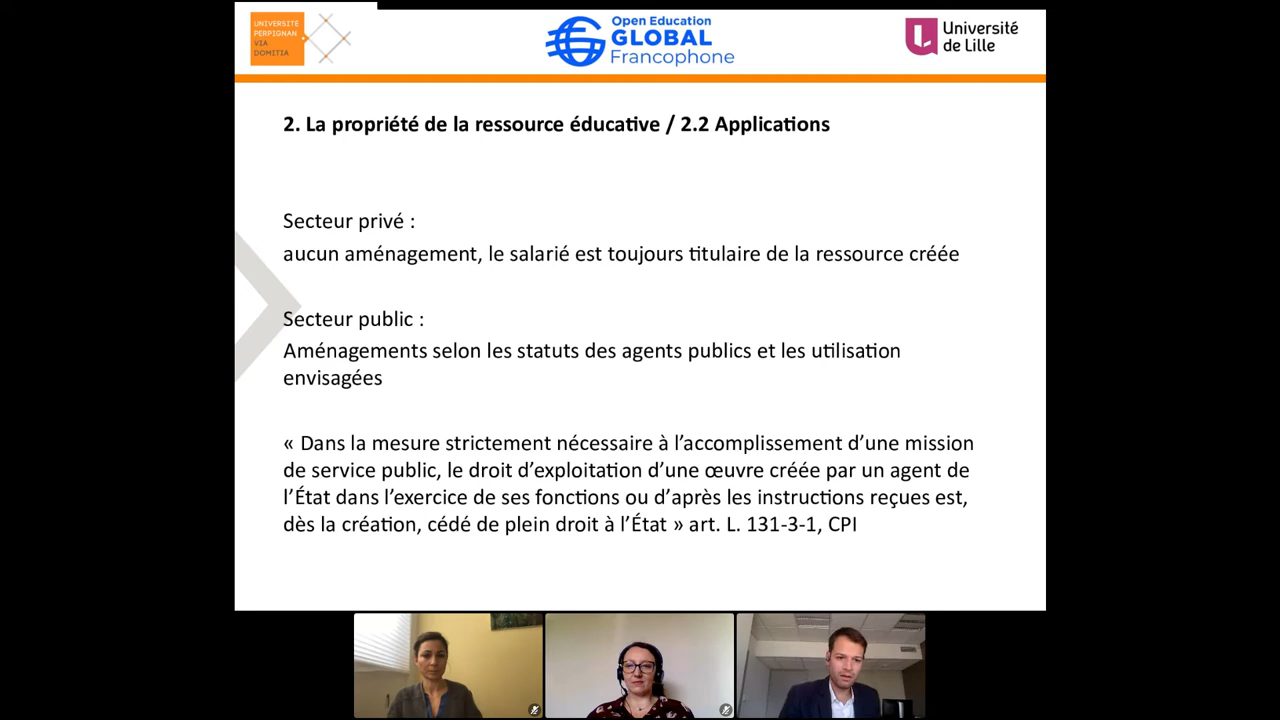 UNIVERSITÉ
PERPIGNAN
VIA
DOMITIA
Open Education
GLOBAL
Francophone
Université
de Lille
2. La propriété de la ressource éducative / 2.2 Applications
Secteur privé :
aucun aménagement, le salarié est toujours titulaire de la ressource créée
Secteur public :
Aménagements selon les statuts des agents publics et les utilisation
envisagées
« Dans la mesure strictement nécessaire à l’accomplissement d’une mission
de service public, le droit d’exploitation d’une œuvre créée par un agent de
l’État dans l’exercice de ses fonctions ou d’après les instructions reçues est,
dès la création, cédé de plein droit à l’État » art. L. 131-3-1, CPI